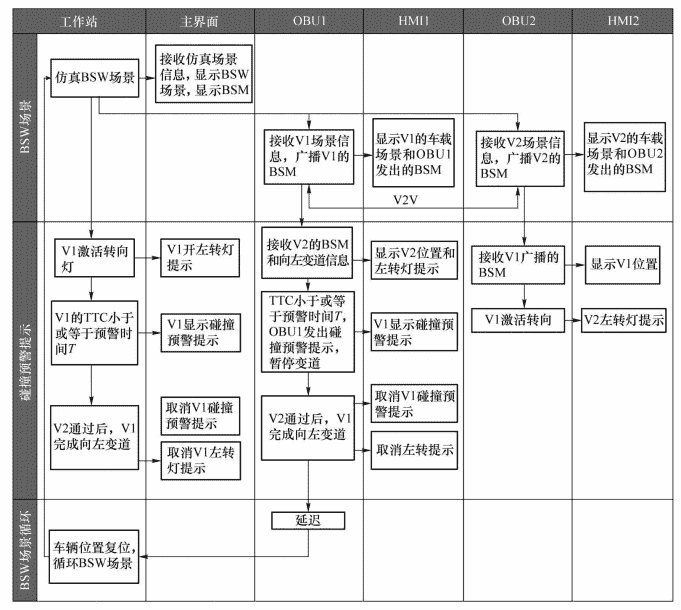 工作站
主界面
OBU1
HMI1
OBU2
HMI2
BSW场景
仿真BSW场景
接收仿真场景
信息,显示BSW
场景,显示BSM
接收V1场景信
息，广播V1的
BSM
显示V1的车载
场景和OBU1
发出的BSM
接收V2场景信
息，广播V2的
BSM
显示V2的车载
场景和OBU2
发出的BSM
V2V
碰撞预警提示
V1激活转向
灯
V1开左转灯
提示
接收V2的BSM
和向左变道信息
显示V2位置和
左转灯提示
接收V1广播的
BSM
显示V1位置
V1的TTC小于
或等于预警时
间T
V1显示碰撞
预警提示
TTC小于或等
于预警时间T，
OBU1发出碰
撞预警提示，
暂停变道
V1显示碰撞预
警提示
V1激活转向
V2左转灯提示
V2通过后，V1
完成向左变道
取消V1碰撞
预警提示
取消V1左转
灯提示
V2通过后，V1
完成向左变道
取消V1碰撞预
警提示
取消左转提示
BSW场景循环
延迟
车辆位置复位，
循环BSW场景